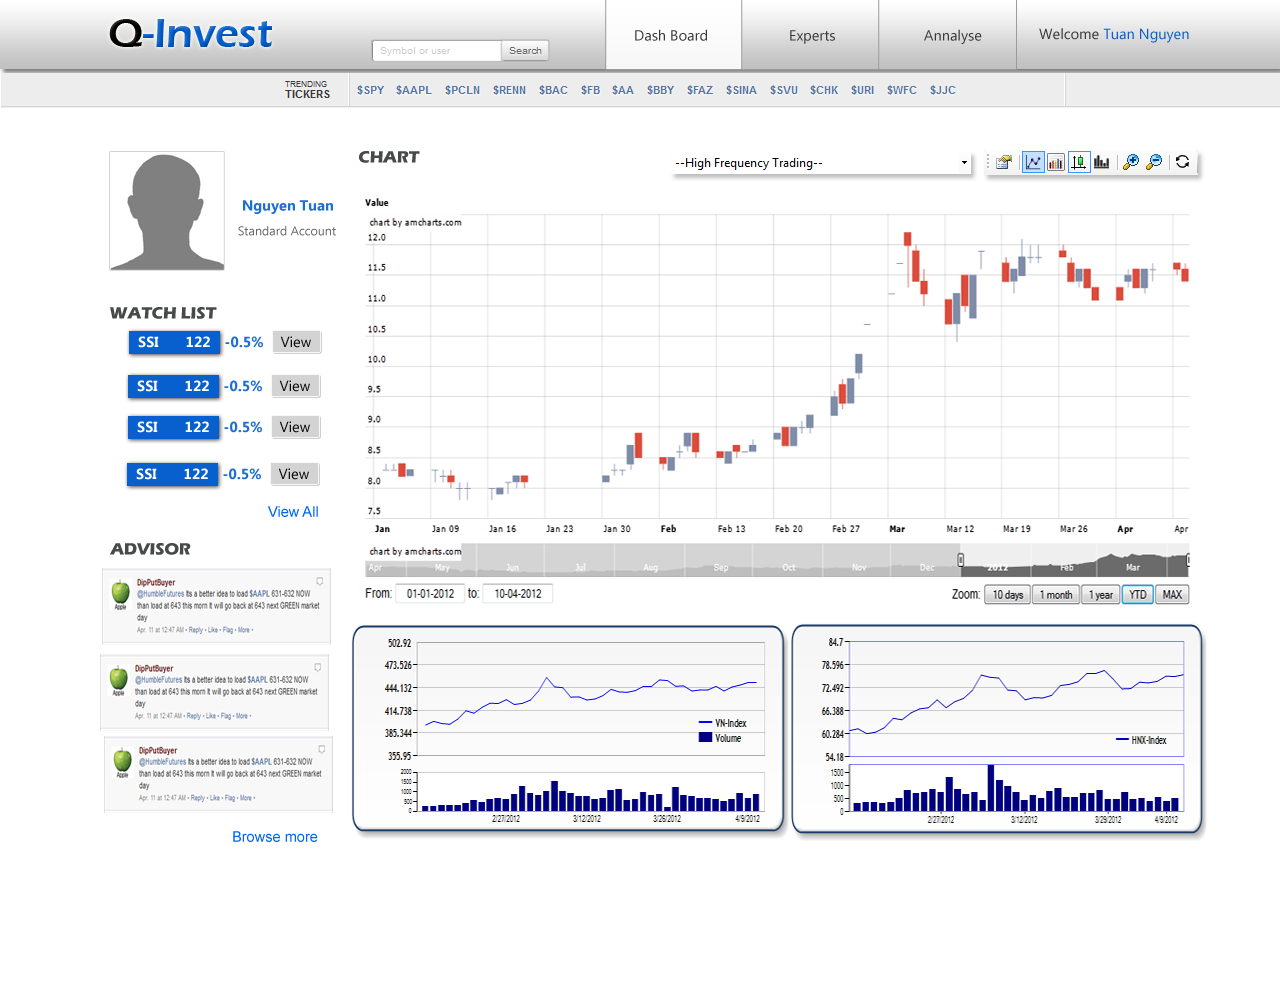 Q-Invest
Symbol or user
Search
Dash Board
Experts
Annalyse
Welcome Tuan Nguyen
TRENDING
TICKERS
$SPY $AAPL $PCLN $RENN $BAC $FB $AA $BBY $FAZ $SINA $SVU $CHK $URI $WFC $JJC
Nguyen Tuan
Standard Account
WATCH LIST
SSI 122 -0.5% View
SSI 122 -0.5% View
SSI 122 -0.5% View
SSI 122 -0.5% View
View All
ADVISOR
DipPutBuyer
@HumbleFutures Its a better idea to load $AAPL 631-632 NOW
than load at 643 this morn It will go back at 643 next GREEN market
day
Apple
Apr. 11 at 12:47 AM • Reply • Like • Flag • More •
DipPutBuyer
@HumbleFutures Its a better idea to load $AAPL 631-632 NOW
than load at 643 this morn It will go back at 643 next GREEN market
day
Apple
Apr. 11 at 12:47 AM • Reply • Like • Flag • More •
DipPutBuyer
@HumbleFutures Its a better idea to load $AAPL 631-632 NOW
than load at 643 this morn It will go back at 643 next GREEN market
day
Apple
Apr. 11 at 12:47 AM • Reply • Like • Flag • More •
Browse more
CHART
--High Frequency Trading--
Value
chart by amcharts.com
12.0
11.5
11.0
10.5
10.0
9.5
9.0
8.5
8.0
7.5
Jan Jan 09 Jan 16 Jan 23 Jan 30 Feb Feb 13 Feb 20 Feb 27 Mar Mar 12 Mar 19 Mar 26 Apr Apr
chart by amcharts.com
Apr May Jun Jul Aug Sep Oct Nov Dec 2012 Feb Mar
From: 01-01-2012 to: 10-04-2012
Zoom: 10 days 1 month 1 year YTD MAX
502.92
473.526
444.132
414.738
385.344
355.95
VN-Index
Volume
2000
1500
1000
500
0
2/27/2012 3/12/2012 3/26/2012 4/9/2012
84.7
78.596
72.492
66.388
60.284
54.18
HNX-Index
1500
1000
500
0
2/27/2012 3/12/2012 3/29/2012 4/9/2012